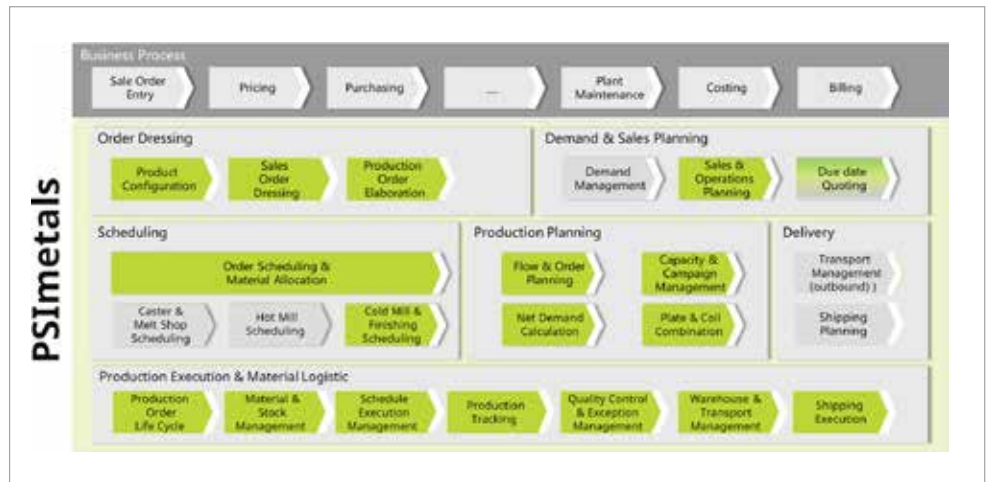 PSImetals
Business Process
Sale Order
Entry
Pricing
Purchasing
...
Plant
Maintenance
Costing
Billing
Order Dressing
Product
Configuration
Sales
Order
Dressing
Production
Order
Elaboration
Demand & Sales Planning
Demand
Management
Sales &
Operations
Planning
Due date
Quoting
Scheduling
Order Scheduling &
Material Allocation
Caster &
Melt Shop
Scheduling
Hot Mill
Scheduling
Cold Mill &
Finishing
Scheduling
Production Planning
Flow & Order
Planning
Capacity &
Campaign
Management
Net Demand
Calculation
Plate & Coil
Combination
Delivery
Transport
Management
(outbound) )
Shipping
Planning
Production Execution & Material Logistic
Production
Order
Life Cycle
Material &
Stock
Management
Schedule
Execution
Management
Production
Tracking
Quality Control
& Exception
Management
Warehouse &
Transport
Management
Shipping
Execution